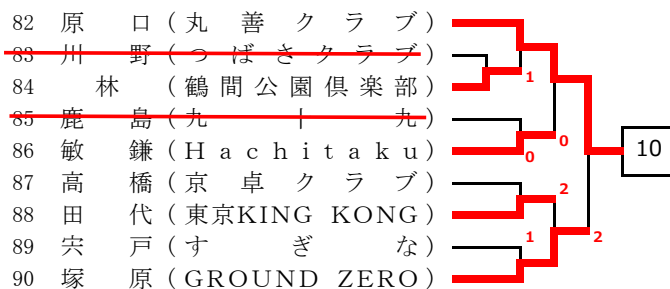 82 原 口 (丸善クラブ)
83 川 野 (つばさクラブ)
84 林 (鶴間公園倶楽部)
1
85 鹿 島 (九十九)
86 敏 鎌 (Hachitaku)
0
0
10
87 高 橋 (京卓クラブ)
2
88 田 代 (東京KING KONG)
89 宍 戸 (すぎな)
1
2
90 塚 原 (GROUND ZERO)